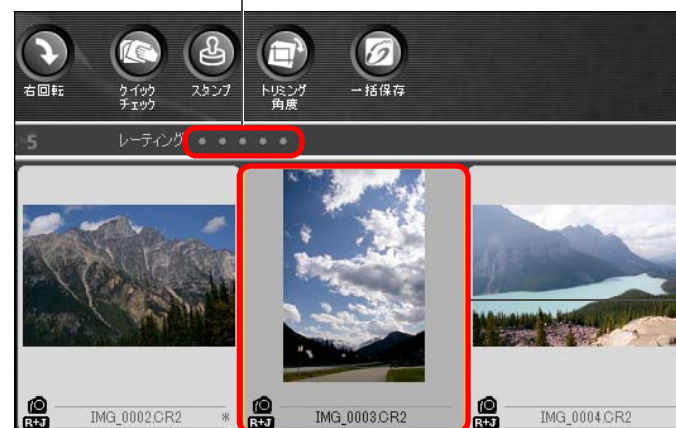 右回転
クイック
チェック
スタンプ
トリミング
角度
一括保存
5
レーティング
R+J
IMG_0002.CR2
*
R+J
IMG_0003.CR2
R+J
IMG_0004.CR2